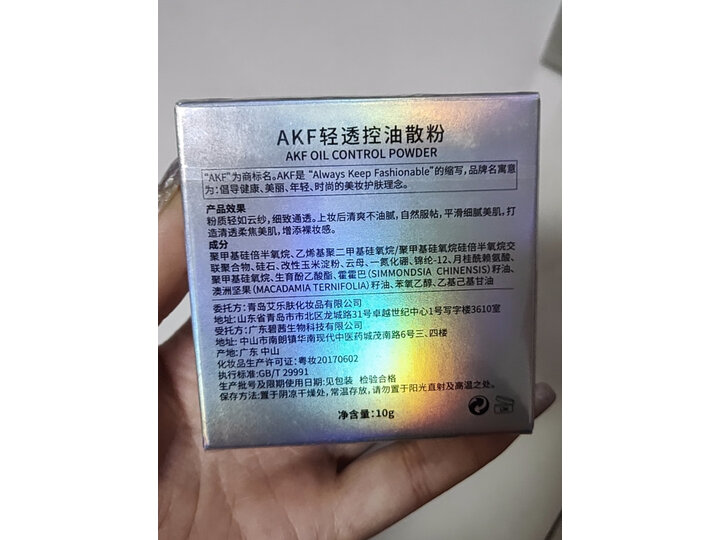 AKF轻透控油散粉
AKF OIL CONTROL POWDER
“AKF”为商标名。AKF是 “Always Keep Fashionable”的缩写，品牌名寓意
为：倡导健康、美丽、年轻、时尚的美妆护肤理念。
产品效果
粉质轻如云纱，细致通透。上妆后清爽不油腻，自然服帖，平滑细腻美肌。打
造清透柔焦美肌，增添裸妆感。
成分
聚甲基硅倍半氧烷、乙烯基聚二甲基硅氧烷/聚甲基硅氧烷硅倍半氧烷交
联聚合物、硅石、改性玉米淀粉、云母、一氮化硼、锦纶-12、月桂酰赖氨酸、
聚甲基硅氧烷、生育酚乙酸酯、霍霍巴（SIMMONDSIA CHINENSIS）籽油、
澳洲坚果（MACADAMIA TERNIFOLIA）籽油、苯氧乙醇、乙基己基甘油
委托方：青岛艾乐肤化妆品有限公司
地址：山东省青岛市市北区龙城路31号卓越世纪中心1号写字楼3610室
受托方：广东碧茜生物科技有限公司
地址：中山市南朗镇华南现代中医药城茂南路6号三、四楼
产地：广东 中山
化妆品生产许可证：粤妆20170602
执行标准：GB/T 29991
生产批号及限期使用日期：见包装 检验合格
保存方法：置于阴凉干燥处，常温存放，请勿置于阳光直射及高温之处。
净含量：10g